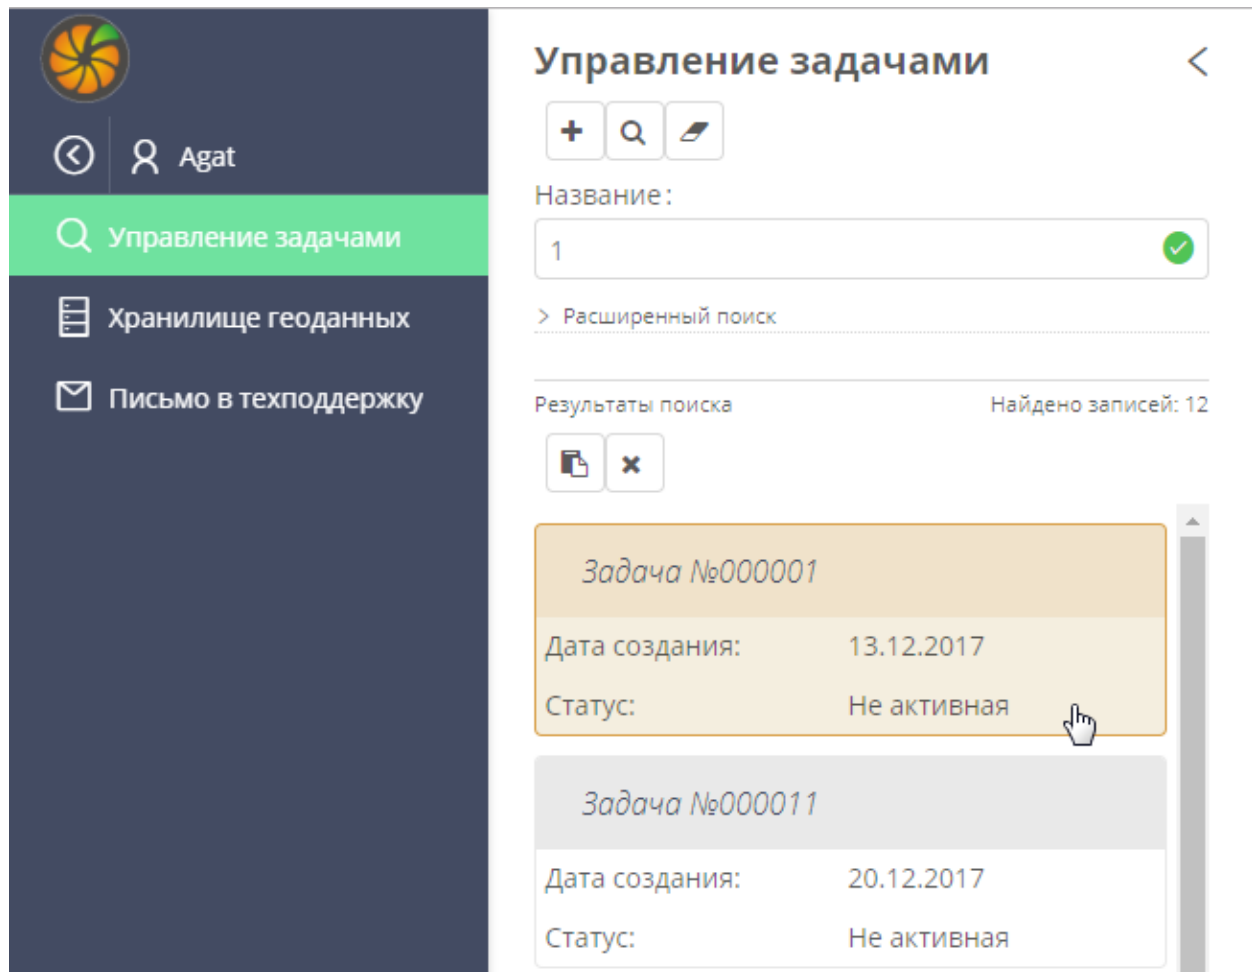 Agat
Управление задачами
Хранилище геоданных
Письмо в техподдержку
Управление задачами
Название:
1
Расширенный поиск
Результаты поиска
Найдено записей: 12
Задача №000001
Дата создания: 13.12.2017
Статус: Не активная
Задача №000011
Дата создания: 20.12.2017
Статус: Не активная